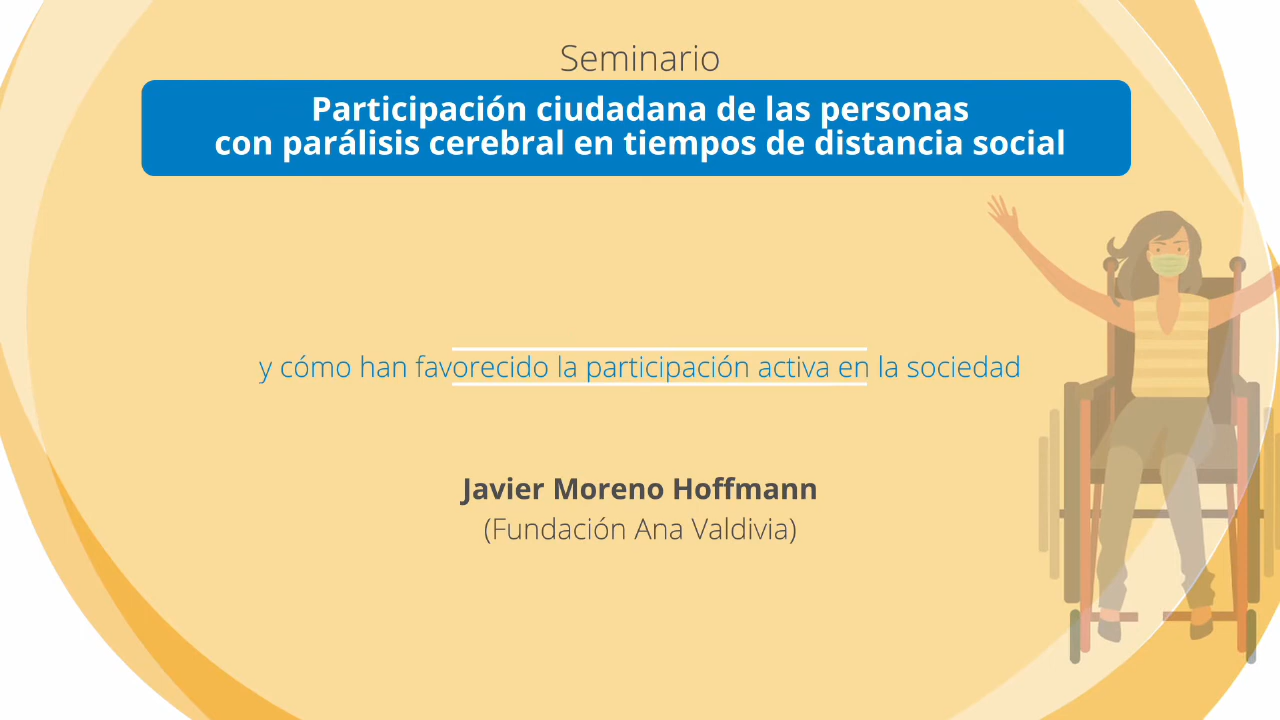 Seminario
Participación ciudadana de las personas
con parálisis cerebral en tiempos de distancia social
y cómo han favorecido la participación activa en la sociedad
Javier Moreno Hoffmann
(Fundación Ana Valdivia)